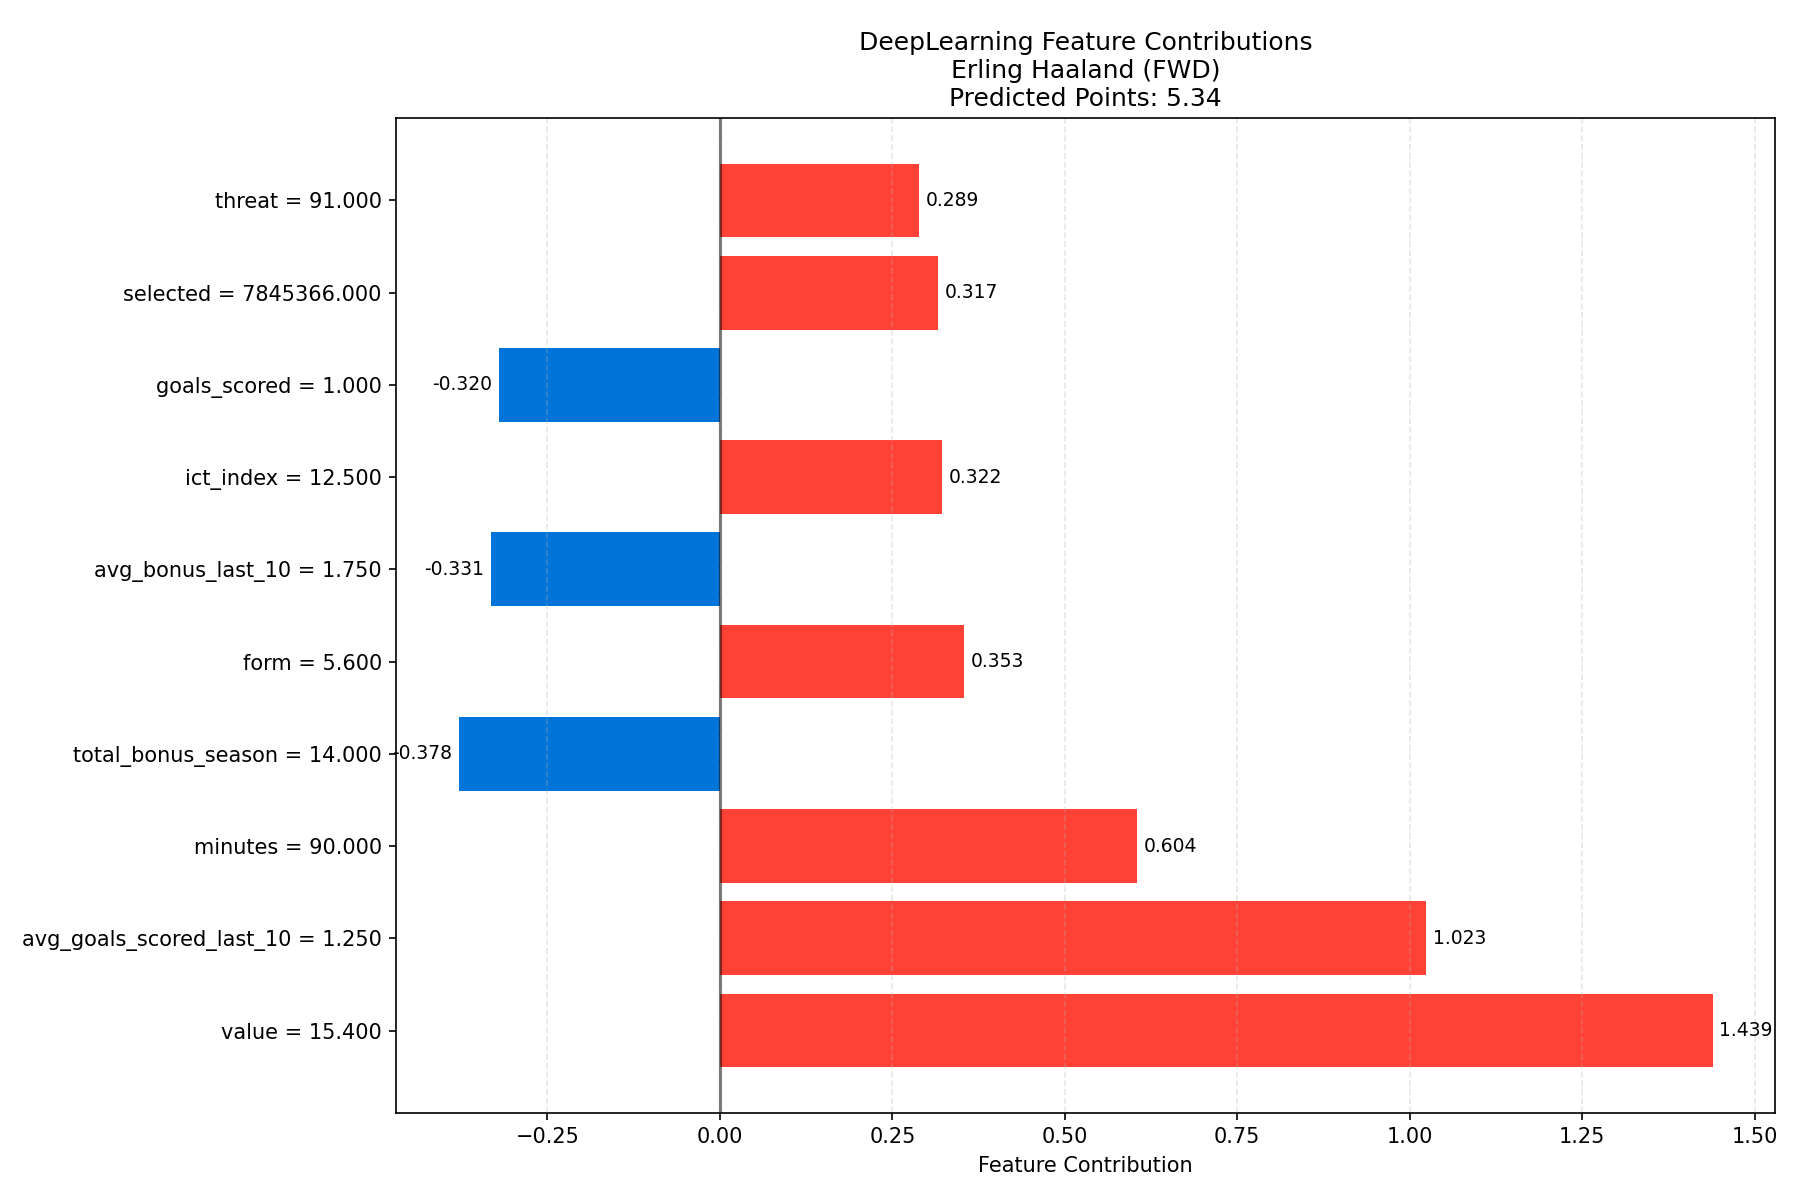 DeepLearning Feature Contributions
Erling Haaland (FWD)
Predicted Points: 5.34
threat = 91.000 0.289
selected = 7845366.000 0.317
goals_scored = 1.000 -0.320
ict_index = 12.500 0.322
avg_bonus_last_10 = 1.750 -0.331
form = 5.600 0.353
total_bonus_season = 14.000 -0.378
minutes = 90.000 0.604
avg_goals_scored_last_10 = 1.250 1.023
value = 15.400 1.439
−0.25 0.00 0.25 0.50 0.75 1.00 1.25 1.50
Feature Contribution